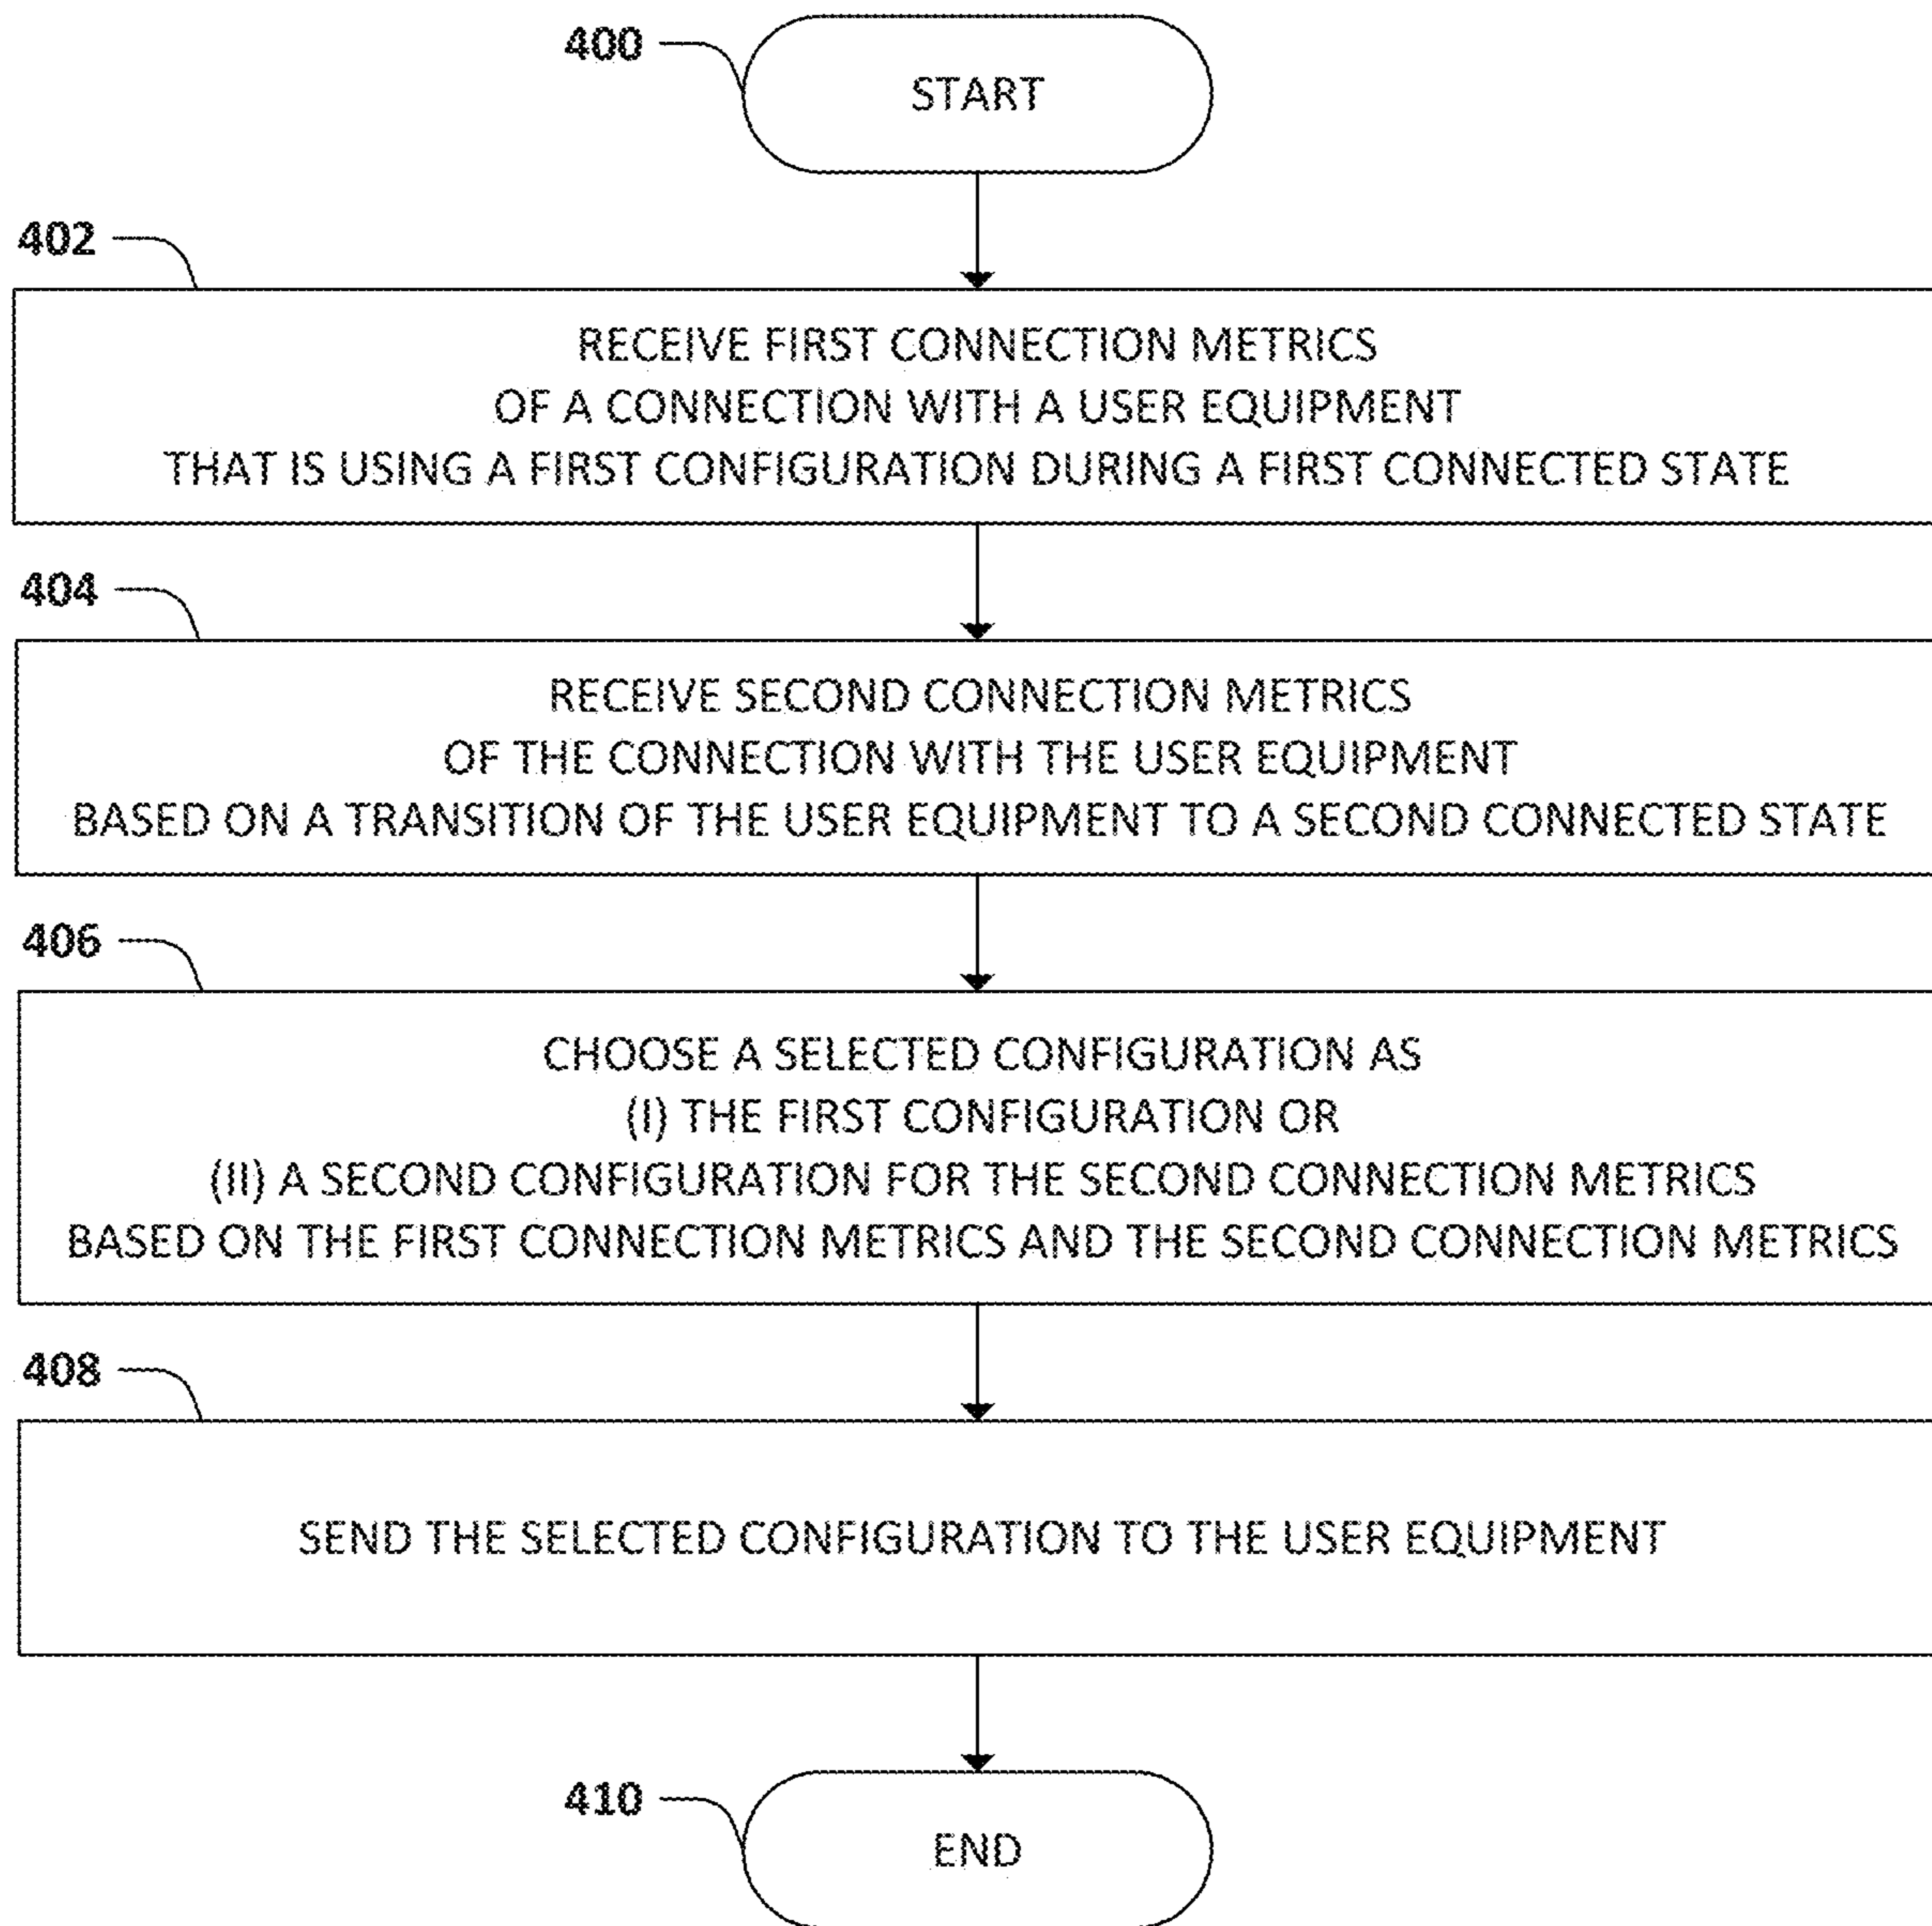 400
START
402
RECEIVE FIRST CONNECTION METRICS
OF A CONNECTION WITH A USER EQUIPMENT
THAT IS USING A FIRST CONFIGURATION DURING A FIRST CONNECTED STATE
404
RECEIVE SECOND CONNECTION METRICS
OF THE CONNECTION WITH THE USER EQUIPMENT
BASED ON A TRANSITION OF THE USER EQUIPMENT TO A SECOND CONNECTED STATE
406
CHOOSE A SELECTED CONFIGURATION AS
(I) THE FIRST CONFIGURATION OR
(II) A SECOND CONFIGURATION FOR THE SECOND CONNECTION METRICS
BASED ON THE FIRST CONNECTION METRICS AND THE SECOND CONNECTION METRICS
408
SEND THE SELECTED CONFIGURATION TO THE USER EQUIPMENT
410
END